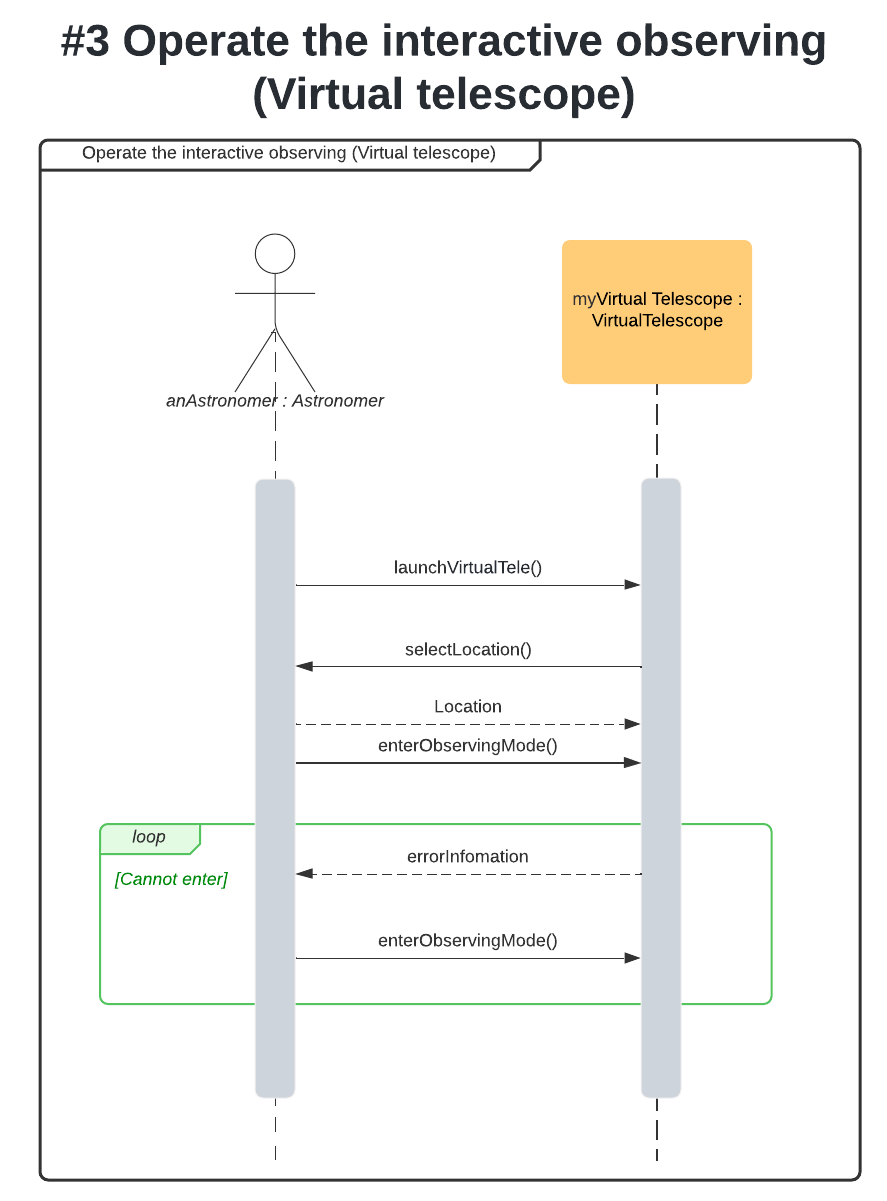 #3 Operate the interactive observing
(Virtual telescope)
Operate the interactive observing (Virtual telescope)
myVirtual Telescope :
VirtualTelescope
anAstronomer : Astronomer
launchVirtualTele()
selectLocation()
Location
enterObservingMode()
loop
errorInfomation
[Cannot enter]
enterObservingMode()